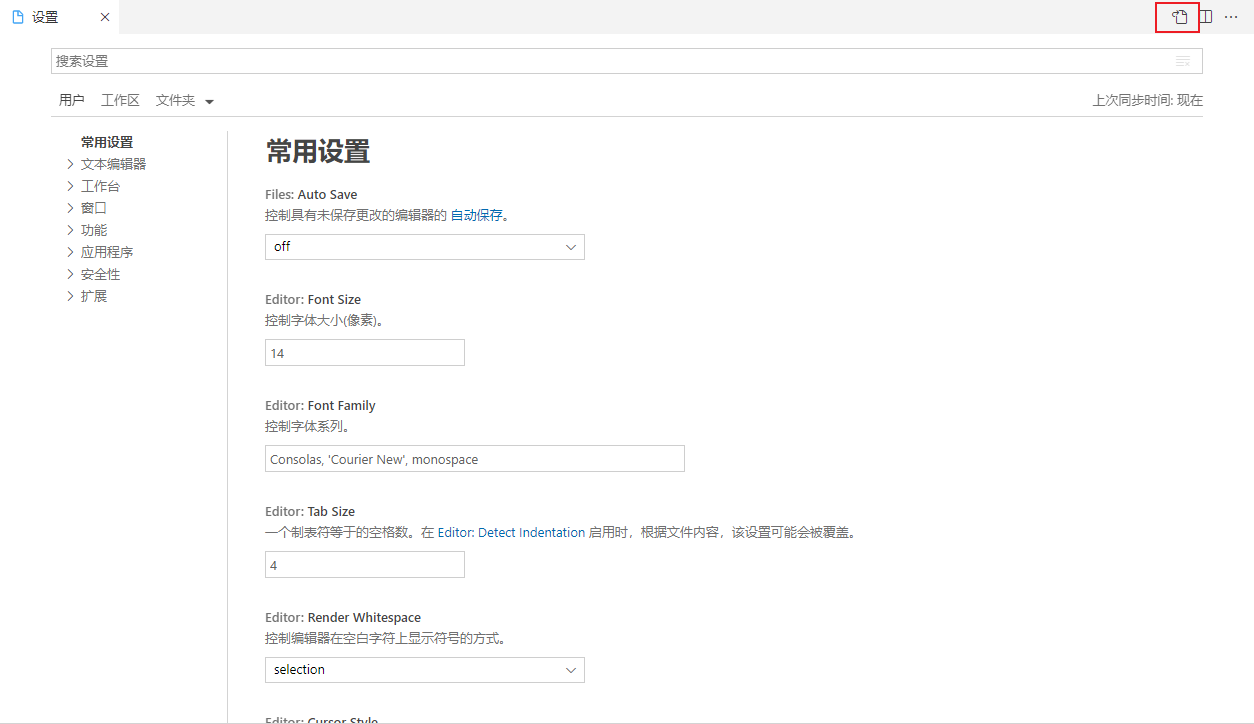 设置
搜索设置
用户 工作区 文件夹
上次同步时间: 现在
常用设置
文本编辑器
工作台
窗口
功能
应用程序
安全性
扩展
常用设置
Files: Auto Save
控制具有未保存更改的编辑器的 自动保存。
off
Editor: Font Size
控制字体大小(像素)。
14
Editor: Font Family
控制字体系列。
Consolas, 'Courier New', monospace
Editor: Tab Size
一个制表符等于的空格数。在 Editor: Detect Indentation 启用时，根据文件内容，该设置可能会被覆盖。
4
Editor: Render Whitespace
控制编辑器在空白字符上显示符号的方式。
selection
Editor: Cursor Style